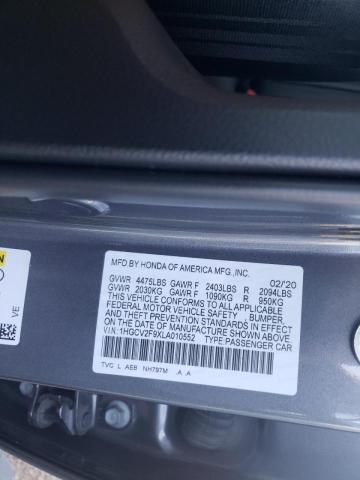 MFD.BY HONDA OF AMERICA MFG.,INC. 02/20
GVWR 4475LBS GAWR F 2403LBS R 2094LBS
GVWR 2030KG GAWR F 1090KG R 950KG
THIS VEHICLE CONFORMS TO ALL APPLICABLE
FEDERAL MOTOR VEHICLE SAFETY , BUMPER,
AND THEFT PREVENTION STANDARDS IN EFFECT
ON THE DATE OF MANUFACTURE SHOWN ABOVE.
V.I.N: 1HGCV2F9XLA010552 TYPE:PASSENGER CAR
TVC L AEB NH797M .A .A
VE